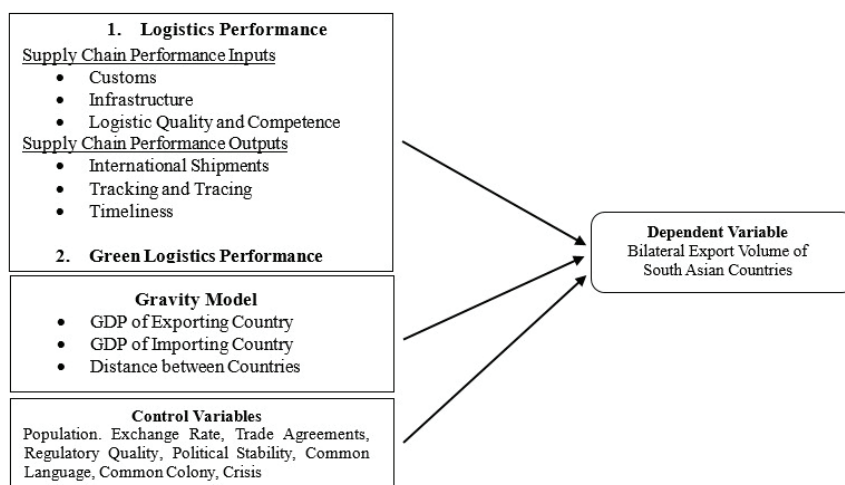 1. Logistics Performance
Supply Chain Performance Inputs
• Customs
• Infrastructure
• Logistic Quality and Competence
Supply Chain Performance Outputs
• International Shipments
• Tracking and Tracing
• Timeliness
2. Green Logistics Performance
Gravity Model
• GDP of Exporting Country
• GDP of Importing Country
• Distance between Countries
Control Variables
Population. Exchange Rate, Trade Agreements,
Regulatory Quality, Political Stability, Common
Language, Common Colony, Crisis
Dependent Variable
Bilateral Export Volume of
South Asian Countries